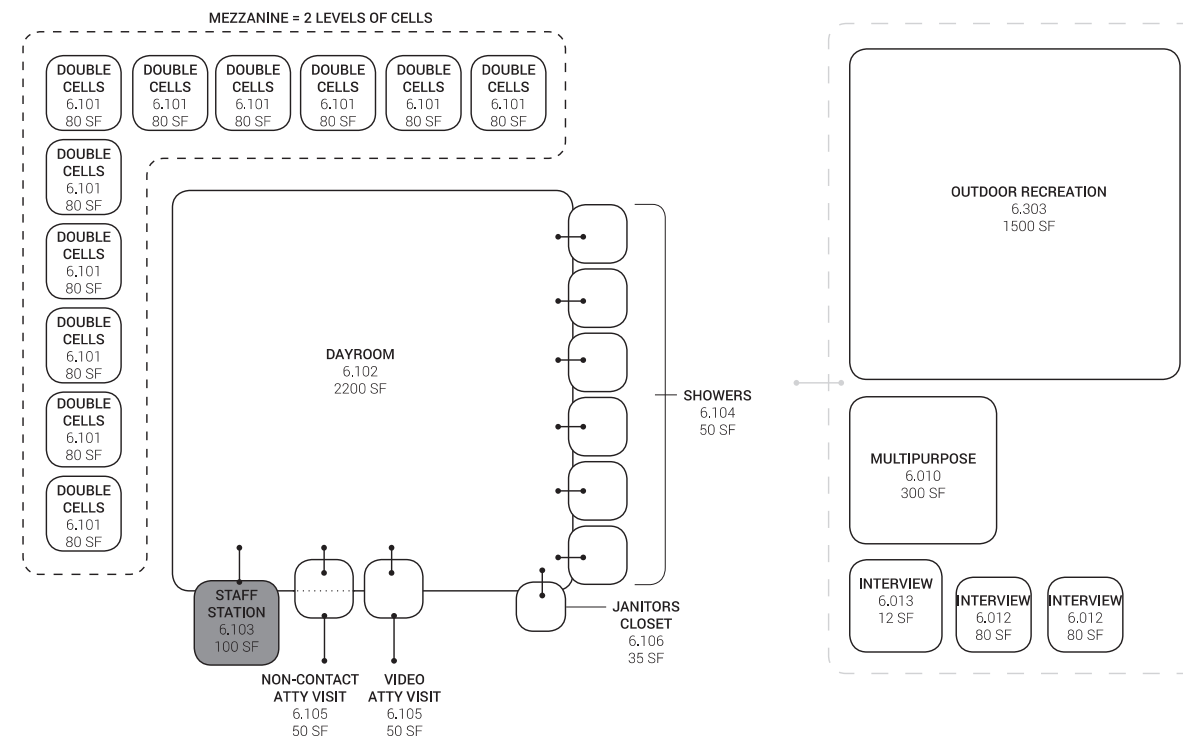 MEZZANINE = 2 LEVELS OF CELLS
DOUBLE
CELLS
6.101
80 SF
DOUBLE
CELLS
6.101
80 SF
DOUBLE
CELLS
6.101
80 SF
DOUBLE
CELLS
6.101
80 SF
DOUBLE
CELLS
6.101
80 SF
DOUBLE
CELLS
6.101
80 SF
DOUBLE
CELLS
6.101
80 SF
DOUBLE
CELLS
6.101
80 SF
DOUBLE
CELLS
6.101
80 SF
DOUBLE
CELLS
6.101
80 SF
DOUBLE
CELLS
6.101
80 SF
DAYROOM
6.102
2200 SF
SHOWERS
6.104
50 SF
STAFF
STATION
6.103
100 SF
NON-CONTACT
ATTY VISIT
6.105
50 SF
VIDEO
ATTY VISIT
6.105
50 SF
JANITORS
CLOSET
6.106
35 SF
OUTDOOR RECREATION
6.303
1500 SF
MULTIPURPOSE
6.010
300 SF
INTERVIEW
6.013
12 SF
INTERVIEW
6.012
80 SF
INTERVIEW
6.012
80 SF